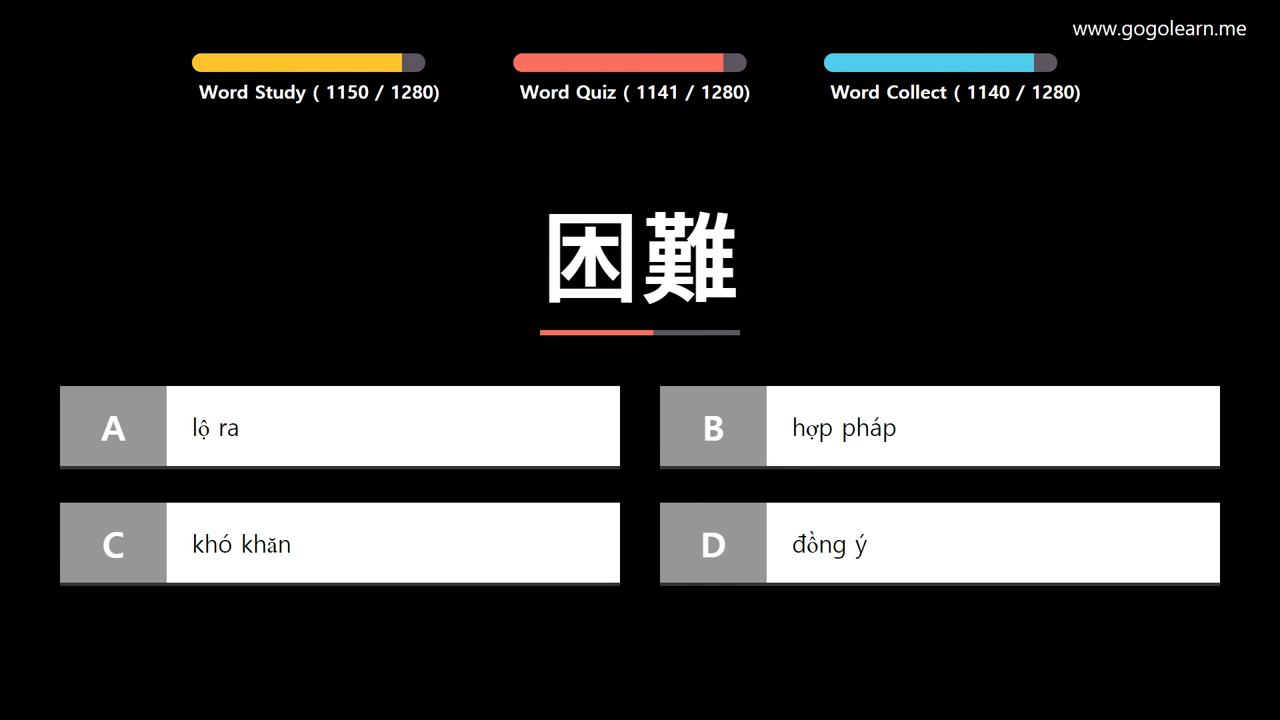 www.gogolearn.me
Word Study ( 1150 / 1280)
Word Quiz ( 1141 / 1280)
Word Collect ( 1140 / 1280)
困難
A lộ ra
B hợp pháp
C khó khăn
D đồng ý